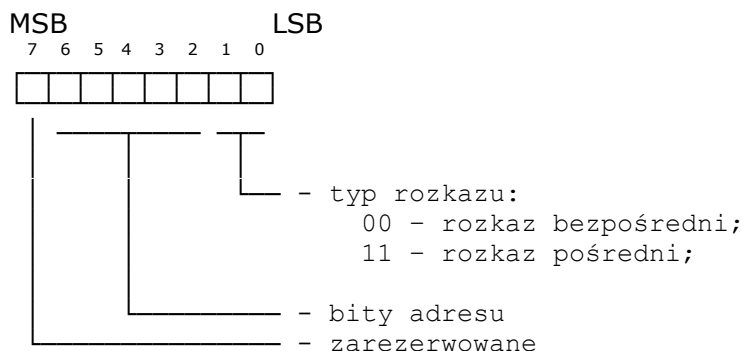 MSB LSB
7 6 5 4 3 2 1 0
- typ rozkazu:
00 – rozkaz bezpośredni;
11 – rozkaz pośredni;
- bity adresu
- zarezerwowane